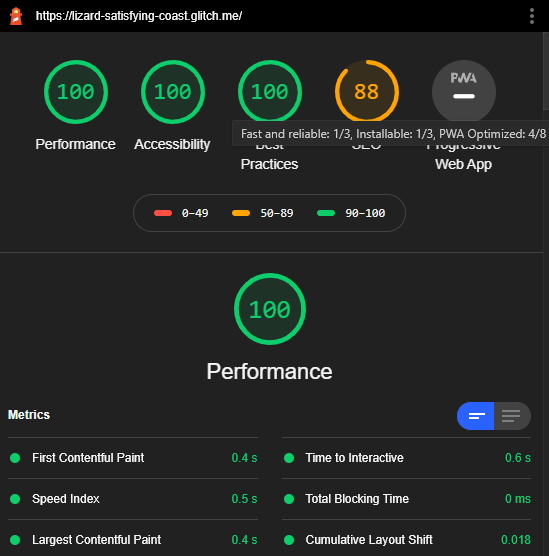 https://lizard-satisfying-coast.glitch.me/
100
100
100
88
PWA
Performance
Accessibility
Best
Practices
SEO
Progressive
Web App
Fast and reliable: 1/3, Installable: 1/3, PWA Optimized: 4/8
0–49
50–89
90–100
100
Performance
Metrics
First Contentful Paint 0.4 s
Time to Interactive 0.6 s
Speed Index 0.5 s
Total Blocking Time 0 ms
Largest Contentful Paint 0.4 s
Cumulative Layout Shift 0.018